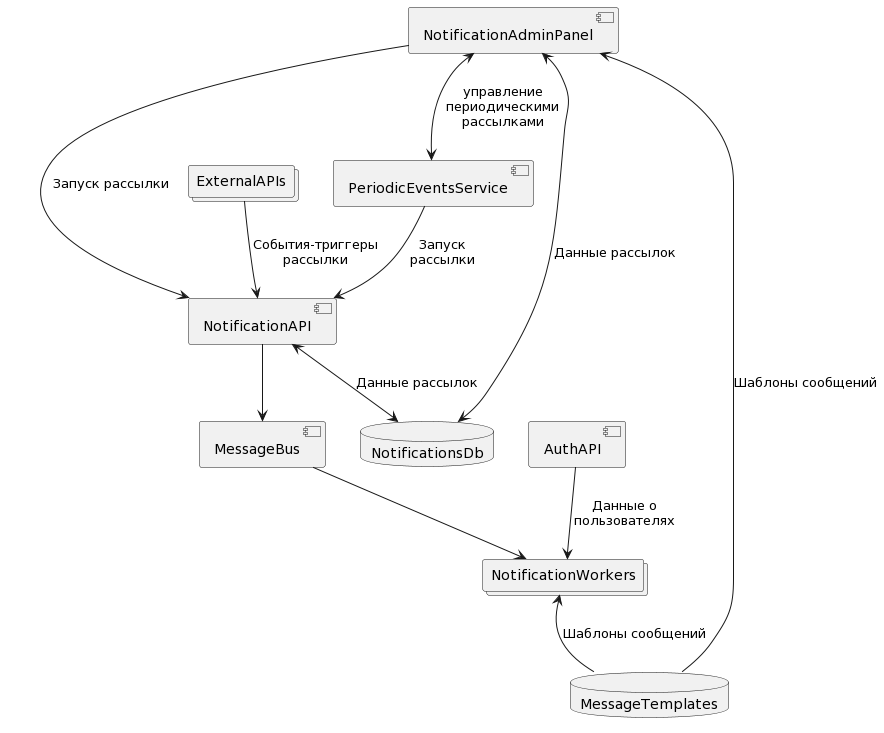 NotificationAdminPanel
управление
периодическими
рассылками
Запуск рассылки
ExternalAPIs
PeriodicEventsService
События-триггеры
рассылки
Запуск
рассылки
Данные рассылок
NotificationAPI
Данные рассылок
Шаблоны сообщений
MessageBus
NotificationsDb
AuthAPI
Данные о
пользователях
NotificationWorkers
Шаблоны сообщений
MessageTemplates